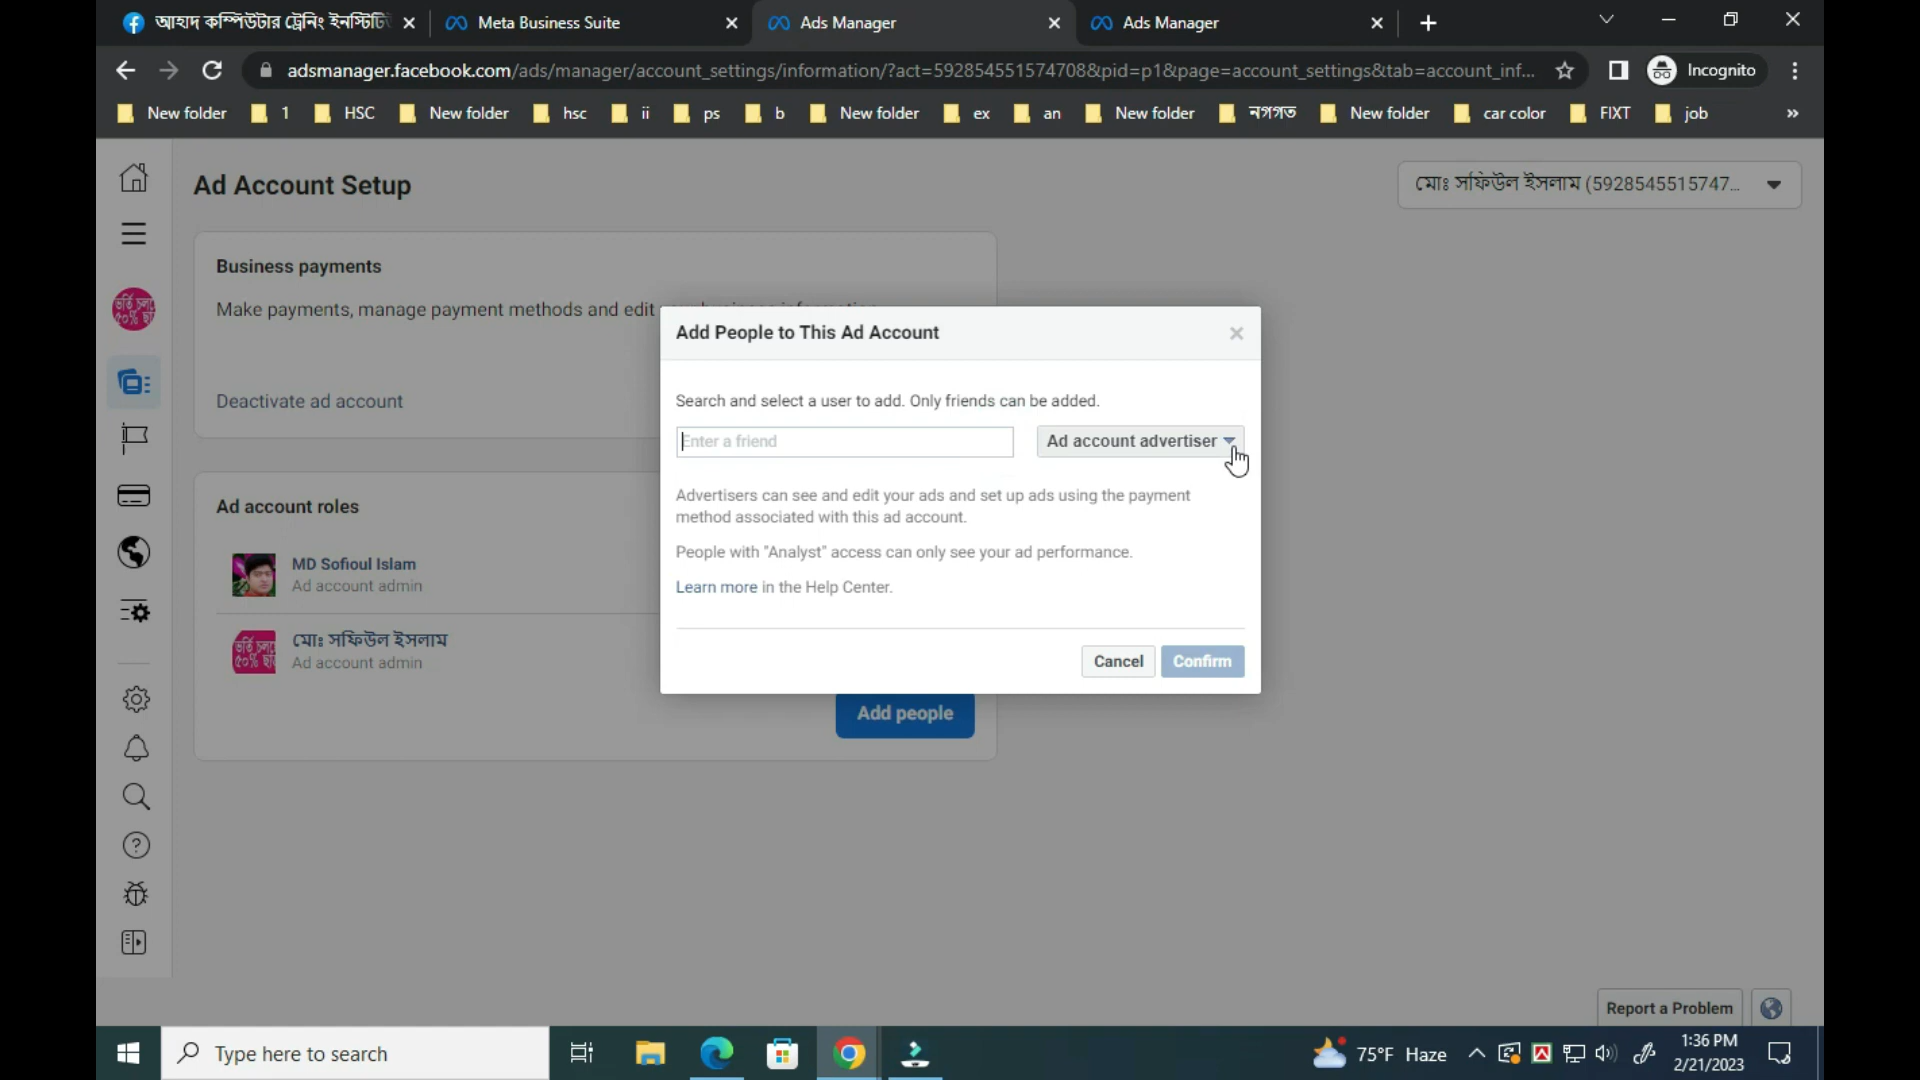 আহাদ কম্পিউটার ট্রেনিং ইনস্টিটি
Meta Business Suite
Ads Manager
Ads Manager
adsmanager.facebook.com/ads/manager/account_settings/information/?act=592854551574708&pid=p1&page=account_settings&tab=account_inf...
Incognito
New folder
1
HSC
New folder
hsc
ii
ps
b
New folder
ex
an
New folder
নগগত
New folder
car color
FIXT
job
»
Ad Account Setup
মোঃ সফিউল ইসলাম (5928545515747...
Business payments
Make payments, manage payment methods and edit your business information
Deactivate ad account
Add People to This Ad Account
Search and select a user to add. Only friends can be added.
Enter a friend
Ad account advertiser
Advertisers can see and edit your ads and set up ads using the payment
method associated with this ad account.
People with "Analyst" access can only see your ad performance.
Learn more in the Help Center.
Cancel
Confirm
Ad account roles
MD Sofioul Islam
Ad account admin
মোঃ সফিউল ইসলাম
Ad account admin
Add people
Report a Problem
Type here to search
75°F Haze
1:36 PM
2/21/2023